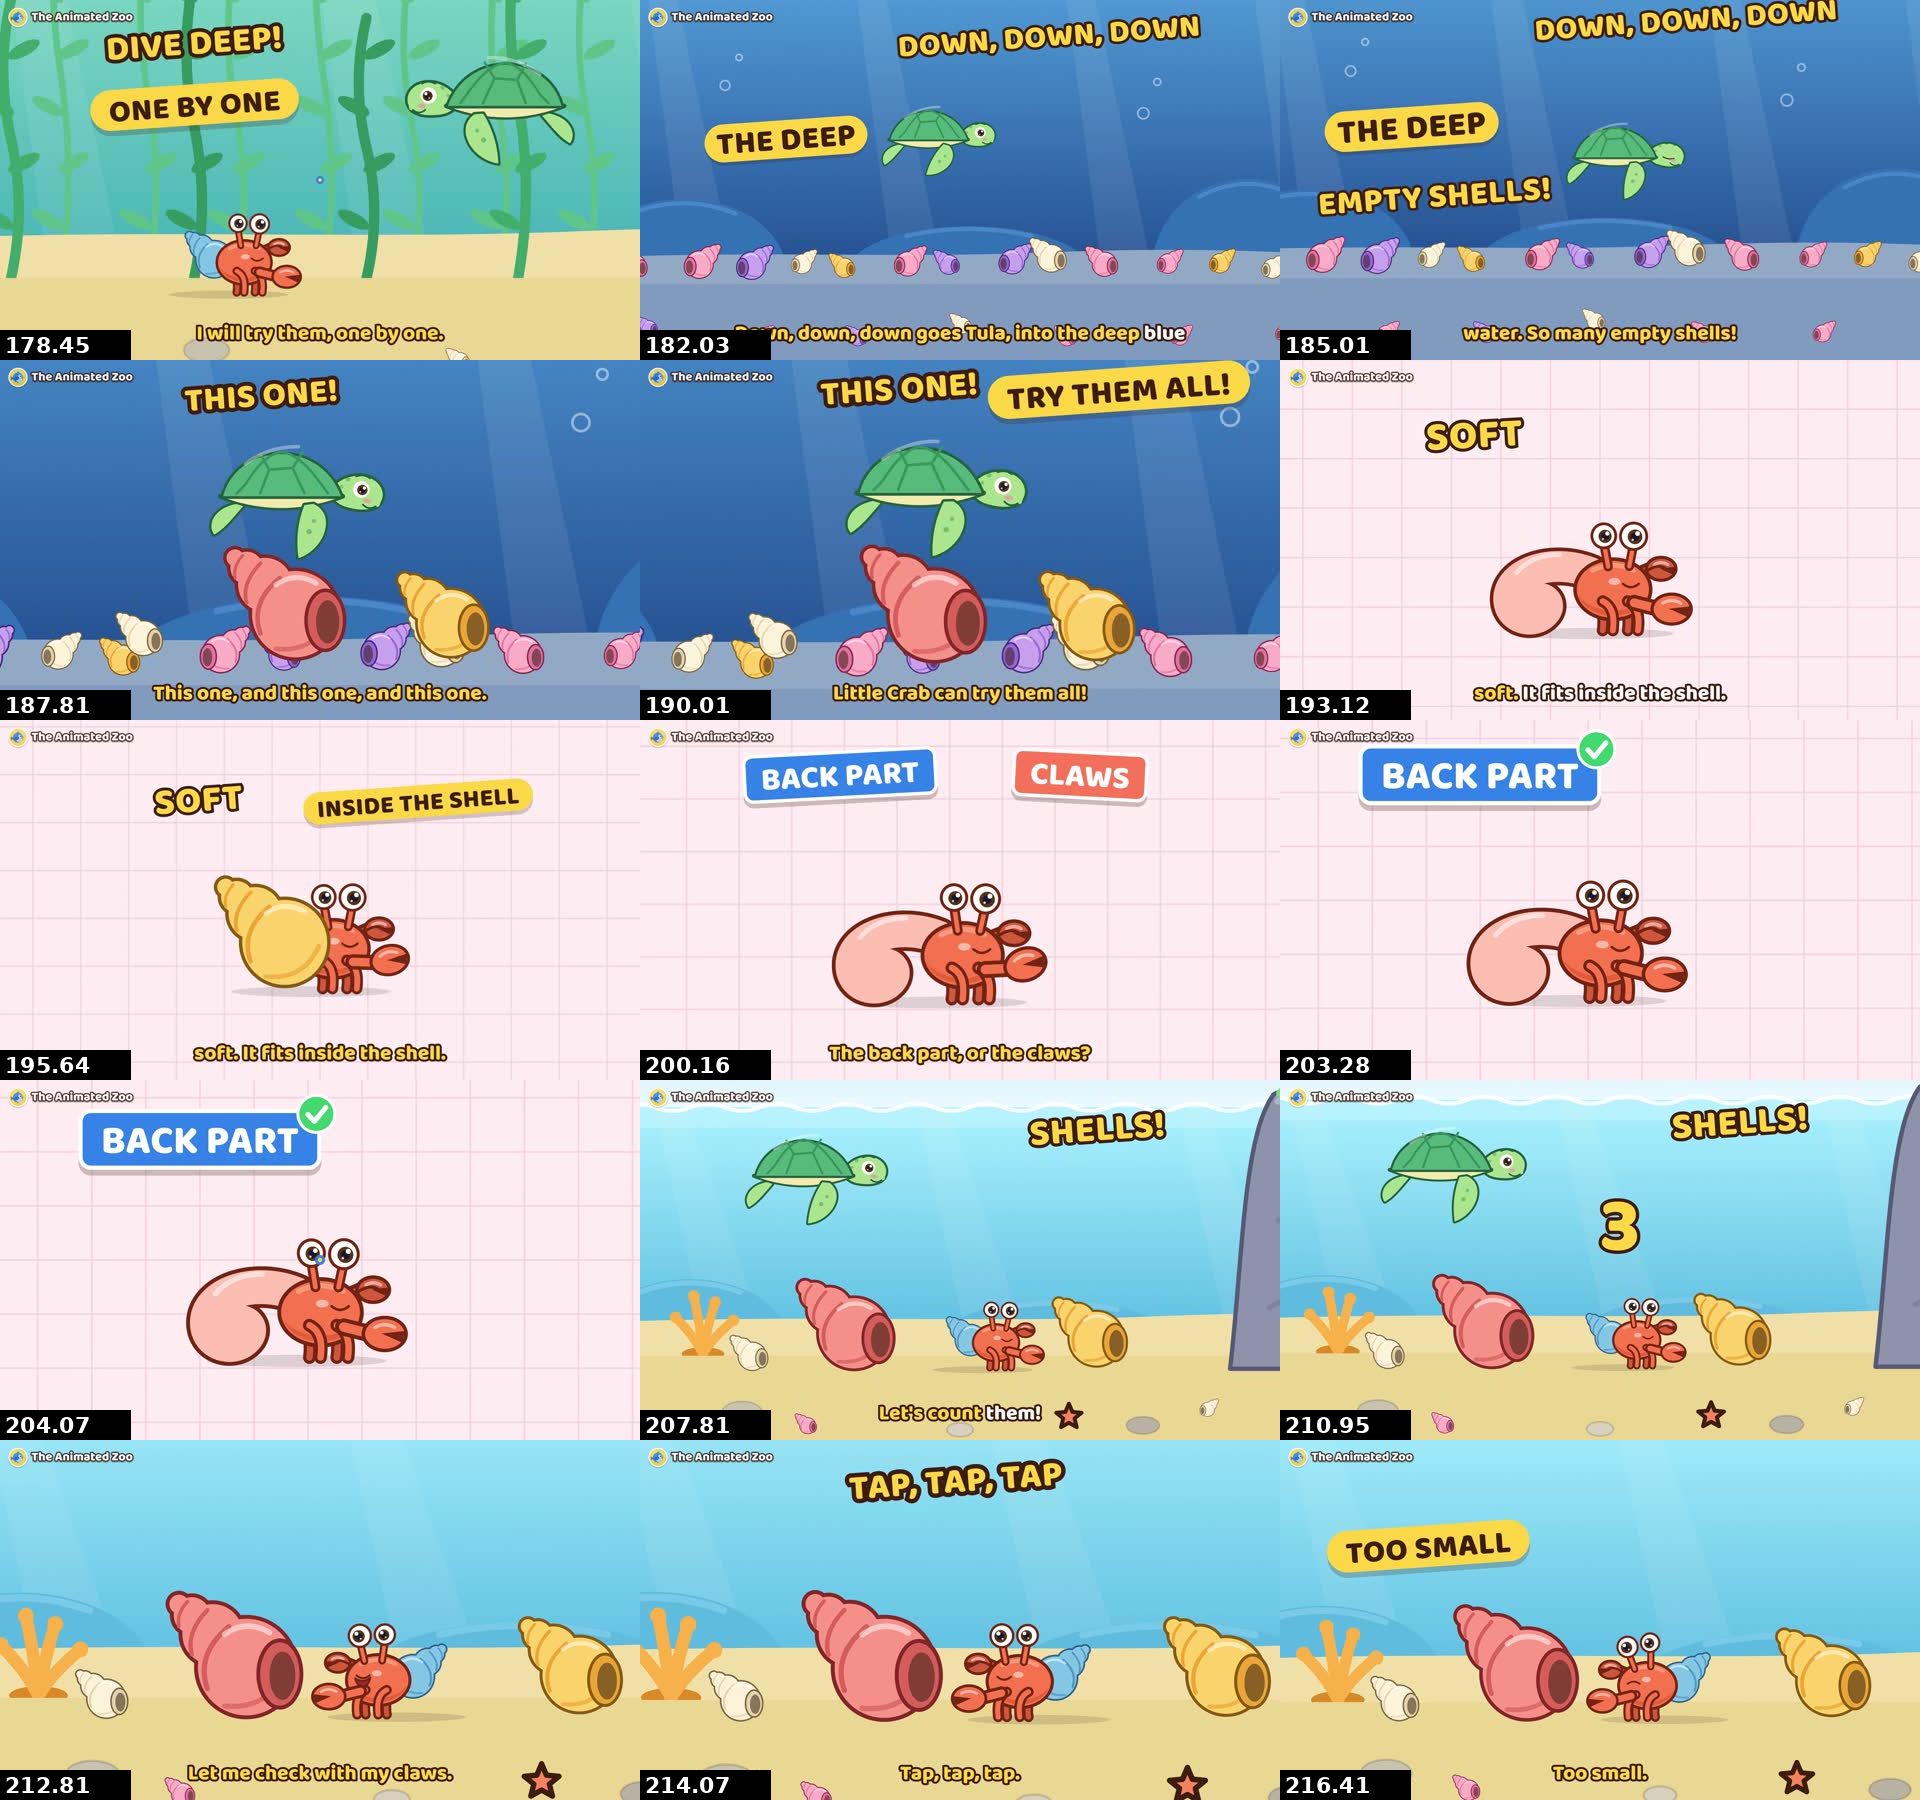 The Animated Zoo
DIVE DEEP!
ONE BY ONE
I will try them, one by one.
178.45
The Animated Zoo
DOWN, DOWN, DOWN
THE DEEP
Down, down, down goes Tula, into the deep blue
182.03
The Animated Zoo
DOWN, DOWN, DOWN
THE DEEP
EMPTY SHELLS!
water. So many empty shells!
185.01
The Animated Zoo
THIS ONE!
This one, and this one, and this one.
187.81
The Animated Zoo
THIS ONE!
TRY THEM ALL!
Little Crab can try them all!
190.01
The Animated Zoo
SOFT
soft. It fits inside the shell.
193.12
The Animated Zoo
SOFT
INSIDE THE SHELL
soft. It fits inside the shell.
195.64
The Animated Zoo
BACK PART
CLAWS
The back part, or the claws?
200.16
The Animated Zoo
BACK PART
203.28
The Animated Zoo
BACK PART
204.07
The Animated Zoo
SHELLS!
Let's count them!
207.81
The Animated Zoo
SHELLS!
3
210.95
The Animated Zoo
Let me check with my claws.
212.81
The Animated Zoo
TAP, TAP, TAP
Tap, tap, tap.
214.07
The Animated Zoo
TOO SMALL
Too small.
216.41